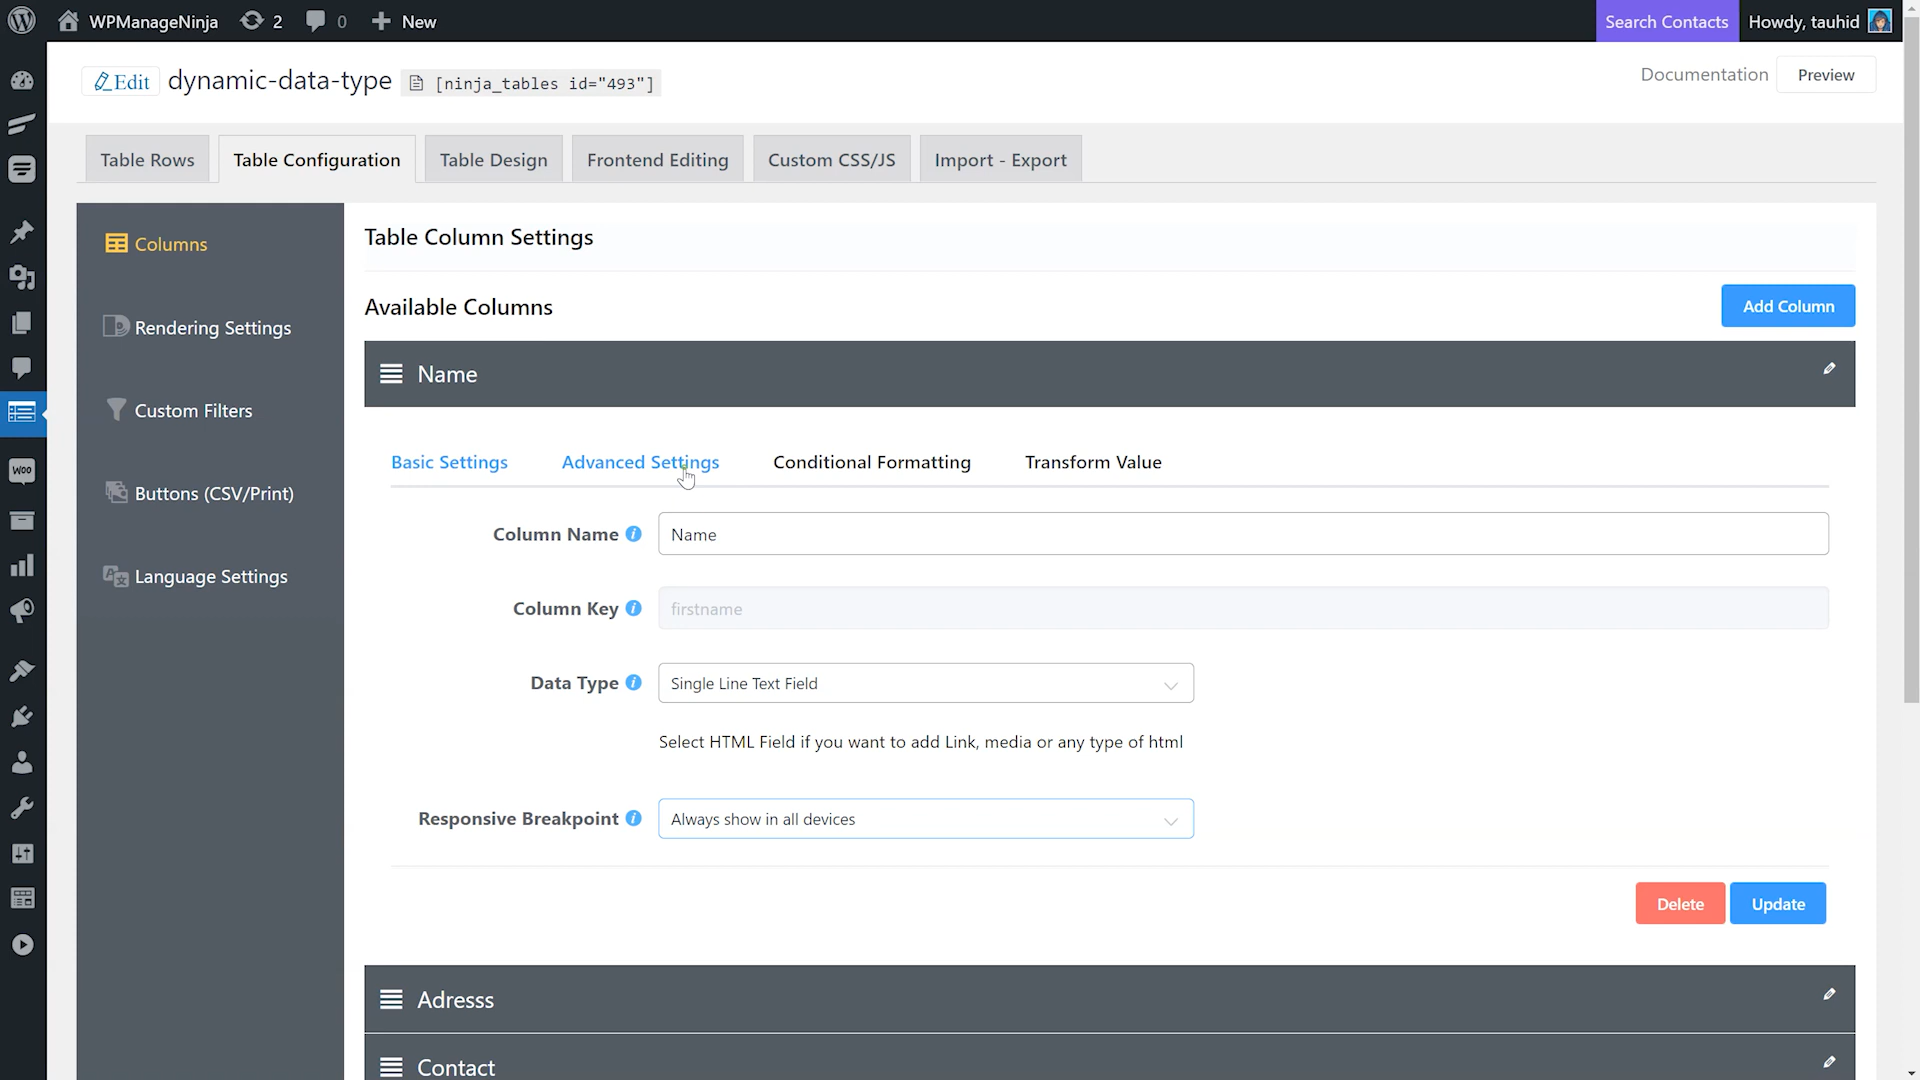 WPManageNinja 2 0 New Search Contacts Howdy, tauhid
Edit dynamic-data-type [ninja_tables id="493"] Documentation Preview
Table Rows Table Configuration Table Design Frontend Editing Custom CSS/JS Import - Export
Columns
Rendering Settings
Custom Filters
Buttons (CSV/Print)
Language Settings
WOO
Table Column Settings
Available Columns Add Column
Name
Basic Settings Advanced Settings Conditional Formatting Transform Value
Column Name Name
Column Key firstname
Data Type Single Line Text Field
Select HTML Field if you want to add Link, media or any type of html
Responsive Breakpoint Always show in all devices
Delete Update
Adresss
Contact